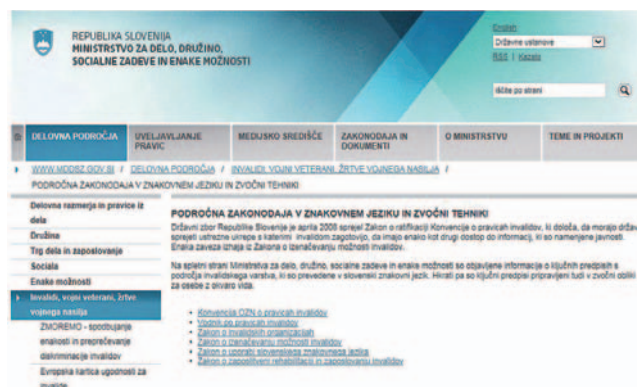 REPUBLIKA SLOVENIJA
MINISTRSTVO ZA DELO, DRUŽINO,
SOCIALNE ZADEVE IN ENAKE MOŽNOSTI
English
Državne ustanove
RSS | Kazalo
Iščite po strani
DELOVNA PODROČJA
UVELJAVLJANJE
PRAVIC
MEDIJSKO SREDIŠČE
ZAKONODAJA IN
DOKUMENTI
O MINISTRSTVU
TEME IN PROJEKTI
WWW.MDDSZ.GOV.SI / DELOVNA PODROČJA / INVALIDI, VOJNI VETERANI, ŽRTVE VOJNEGA NASILJA /
PODROČNA ZAKONODAJA V ZNAKOVNEM JEZIKU IN ZVOČNI TEHNIKI
Delovna razmerja in pravice iz
dela
Družina
Trg dela in zaposlovanje
Sociala
Enake možnosti
Invalidi, vojni veterani, žrtve
vojnega nasilja
ZMOREMO - spodbujanje
enakosti in preprečevanje
diskriminacije invalidov
Evropska kartica ugodnosti za
invalide
PODROČNA ZAKONODAJA V ZNAKOVNEM JEZIKU IN ZVOČNI TEHNIKI
Državni zbor Republike Slovenije je aprila 2008 sprejel Zakon o ratifikaciji Konvencije o pravicah invalidov, ki določa, da morajo držav
sprejeti ustrezne ukrepe s katerimi invalidom zagotovijo, da imajo enako kot drugi dostop do informacij, ki so namenjene javnosti.
Enaka zaveza izhaja iz Zakona o izenačevanju možnosti invalidov.
Na spletni strani Ministrstva za delo, družino, socialne zadeve in enake možnosti so objavljene informacije o ključnih predpisih s
področja invalidskega varstva, ki so prevedene v slovenski znakovni jezik. Hkrati pa so ključni predpisi pripravljeni tudi v zvočni obliki
za osebe z okvaro vida.
Konvencija OZN o pravicah invalidov
Vodnik po pravicah invalidov
Zakon o invalidskih organizacijah
Zakon o izenačevanju možnosti invalidov
Zakon o uporabi slovenskega znakovnega jezika
Zakon o zaposlitveni rehabilitaciji in zaposlovanju invalidov